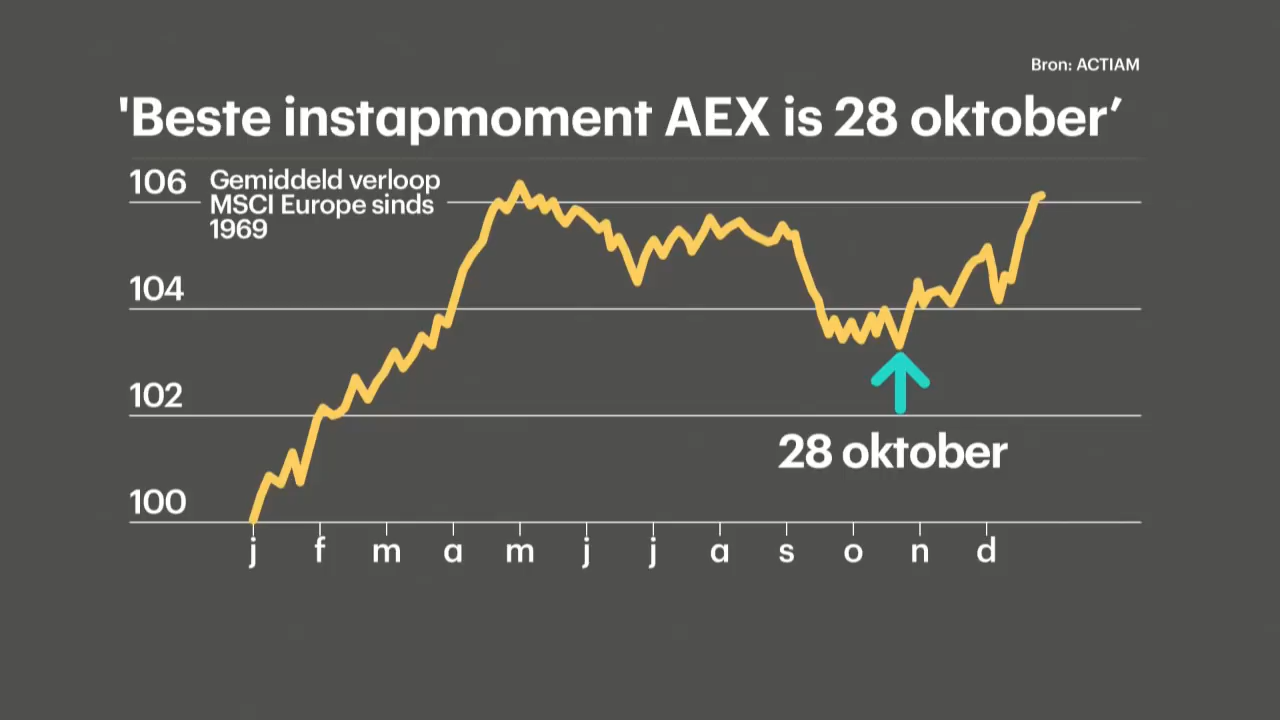 Bron: ACTIAM
'Beste instapmoment AEX is 28 oktober’
106
Gemiddeld verloop
MSCI Europe sinds
1969
104
102
28 oktober
100
j f m a m j j a s o n d